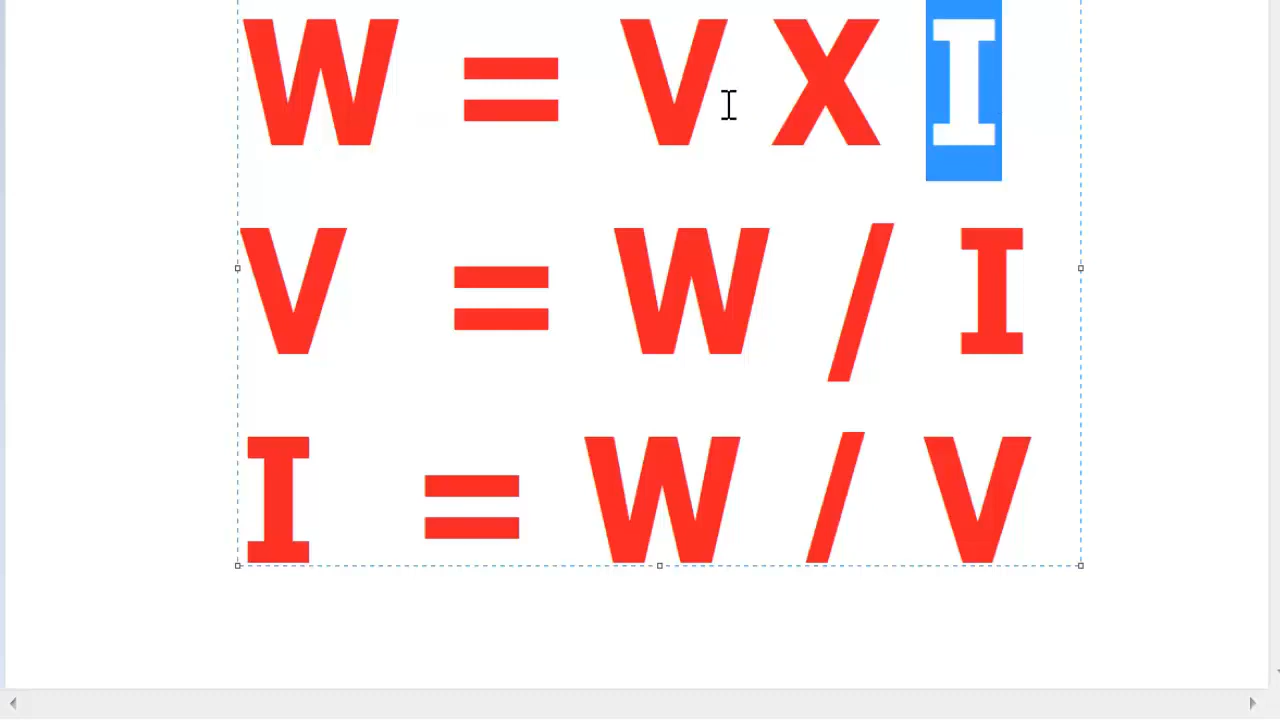 W = V X I
V = W / I
I = W / V